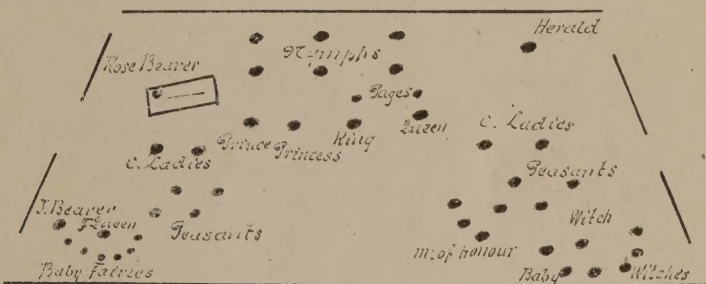 Herald
Nymphs
Rose Bearer
Pages
Prince
Princess
King
Queen
C. Ladies
C. Ladies
Peasants
T. Bearer
F. Queen
Peasants
Witch
M. of honour
Baby Fairies
Baby
Witches